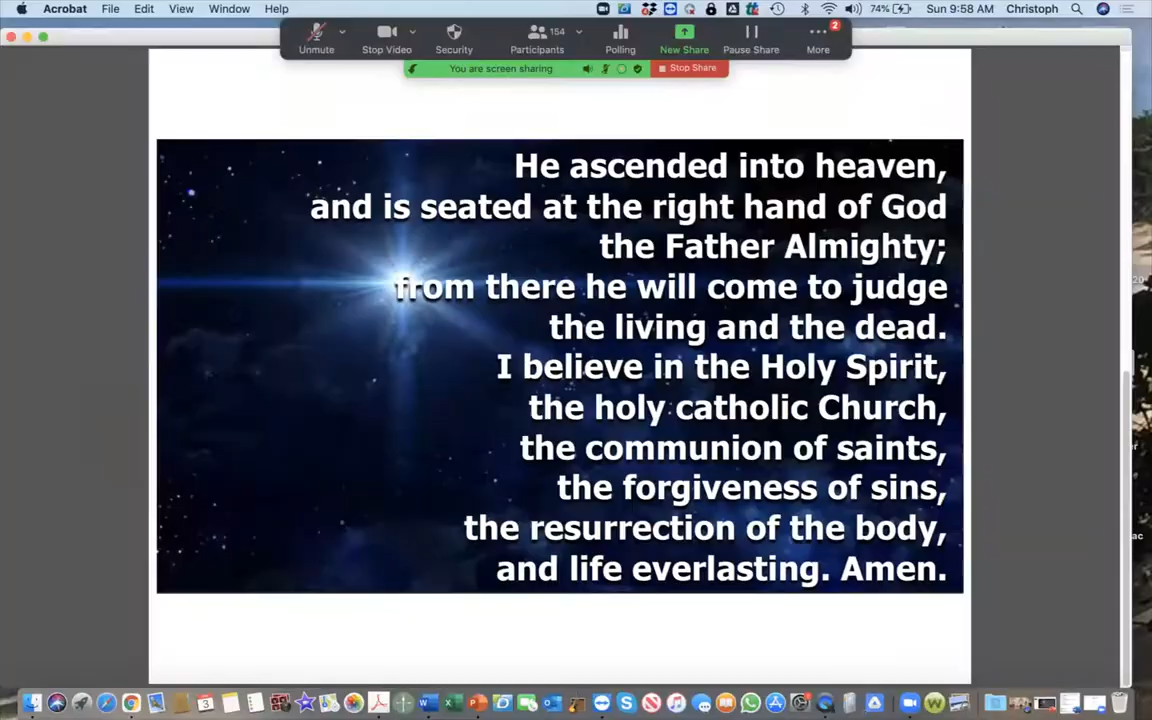 Acrobat File Edit View Window Help 74% Sun 9:58 AM Christoph
Unmute Stop Video Security Participants 154 Polling New Share Pause Share More 2
You are screen sharing Stop Share
He ascended into heaven,
and is seated at the right hand of God
the Father Almighty;
from there he will come to judge
the living and the dead.
I believe in the Holy Spirit,
the holy catholic Church,
the communion of saints,
the forgiveness of sins,
the resurrection of the body,
and life everlasting. Amen.